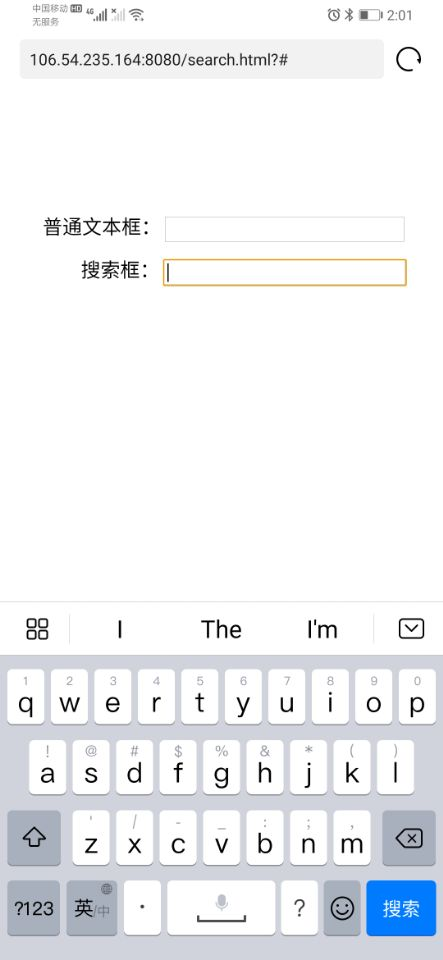 中国移动 HD 4G 2:01
无服务
106.54.235.164:8080/search.html?#
普通文本框：
搜索框：
I The I'm
1 2 3 4 5 6 7 8 9 0
q w e r t y u i o p
! @ # $ % & * ( )
a s d f g h j k l
' / - _ : ; ,
z x c v b n m
?123 英/中 · ? 搜索